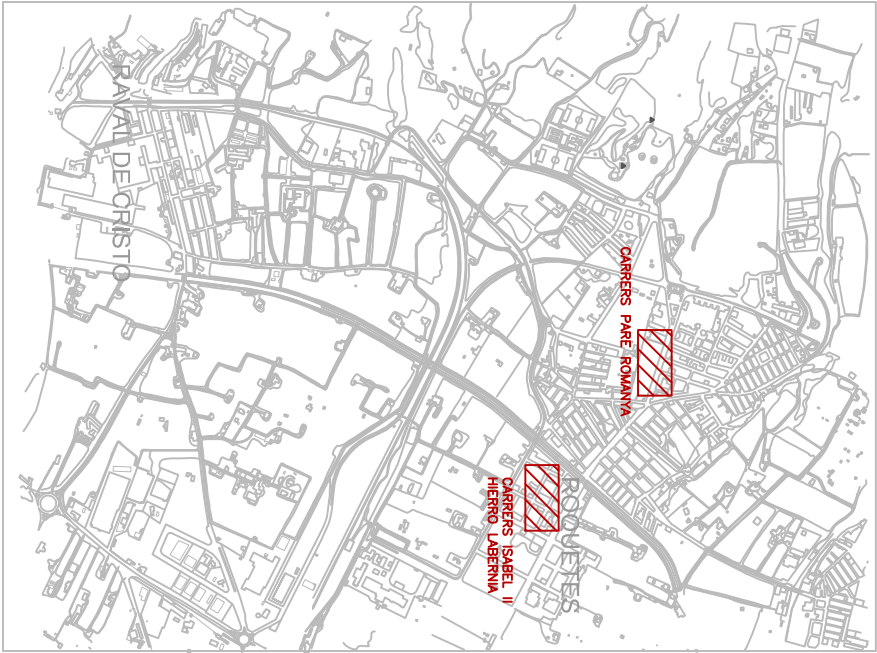 RAVAL DE CRISTO
CARRERS PARE ROMANYA
ROQUETES
CARRERS ISABEL II
HIERRO LABERNIA